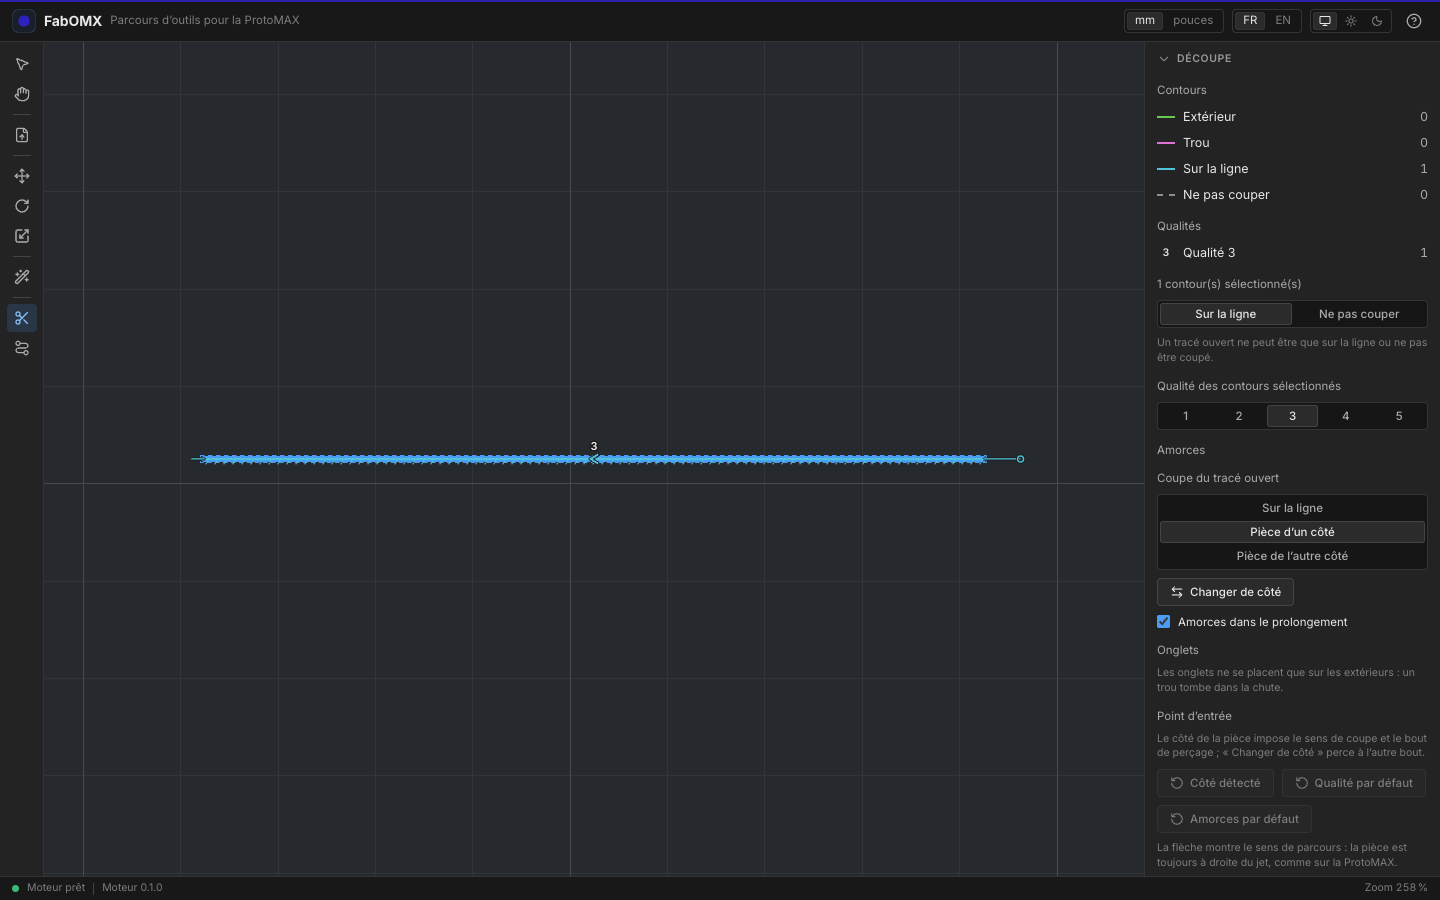 FabOMX Parcours d’outils pour la ProtoMAX
mm pouces FR EN
DÉCOUPE
Contours
Extérieur 0
Trou 0
Sur la ligne 1
Ne pas couper 0
Qualités
3 Qualité 3 1
1 contour(s) sélectionné(s)
Sur la ligne Ne pas couper
Un tracé ouvert ne peut être que sur la ligne ou ne pas
être coupé.
Qualité des contours sélectionnés
1 2 3 4 5
3
Amorces
Coupe du tracé ouvert
Sur la ligne
Pièce d’un côté
Pièce de l’autre côté
Changer de côté
Amorces dans le prolongement
Onglets
Les onglets ne se placent que sur les extérieurs : un
trou tombe dans la chute.
Point d’entrée
Le côté de la pièce impose le sens de coupe et le bout
de perçage ; « Changer de côté » perce à l’autre bout.
Côté détecté Qualité par défaut
Amorces par défaut
La flèche montre le sens de parcours : la pièce est
toujours à droite du jet, comme sur la ProtoMAX.
Moteur prêt Moteur 0.1.0 Zoom 258 %